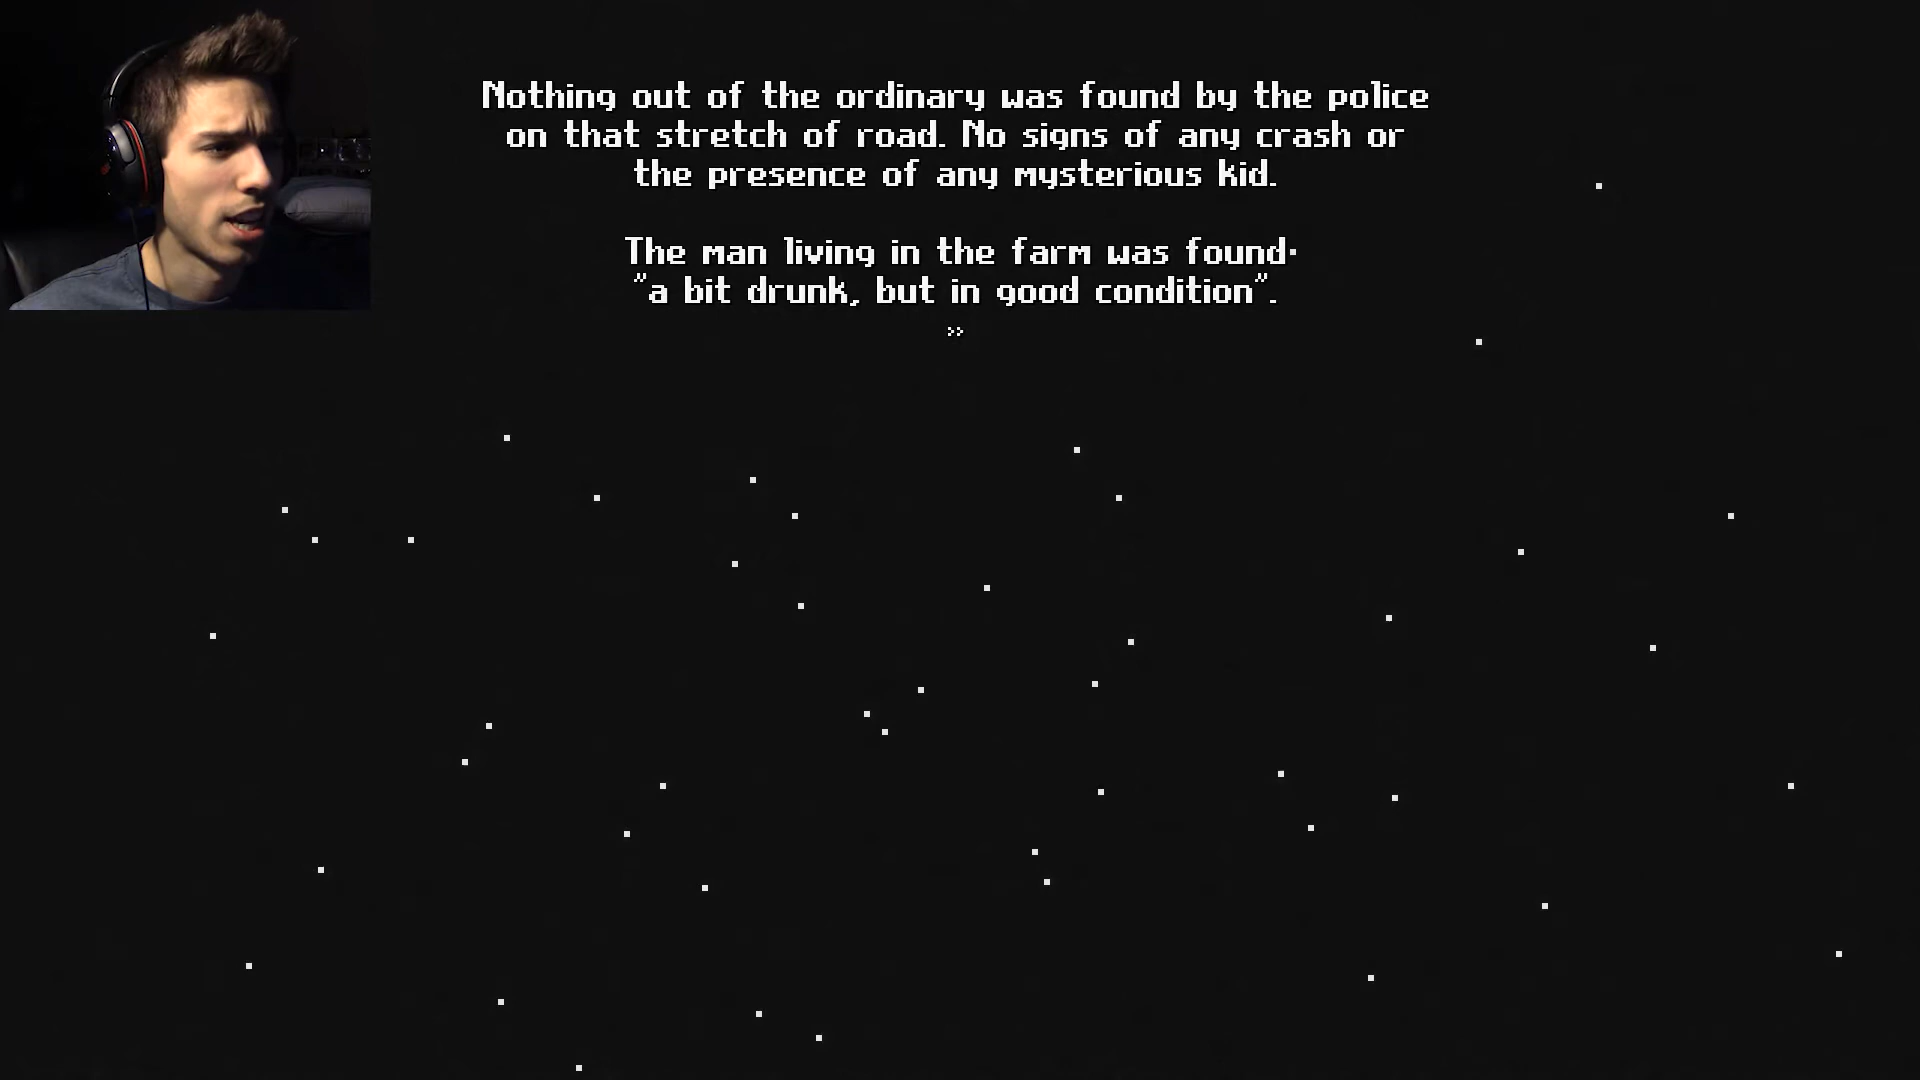 Nothing out of the ordinary was found by the police
on that stretch of road. No signs of any crash or
the presence of any mysterious kid.
The man living in the farm was found·
"a bit drunk, but in good condition".
››